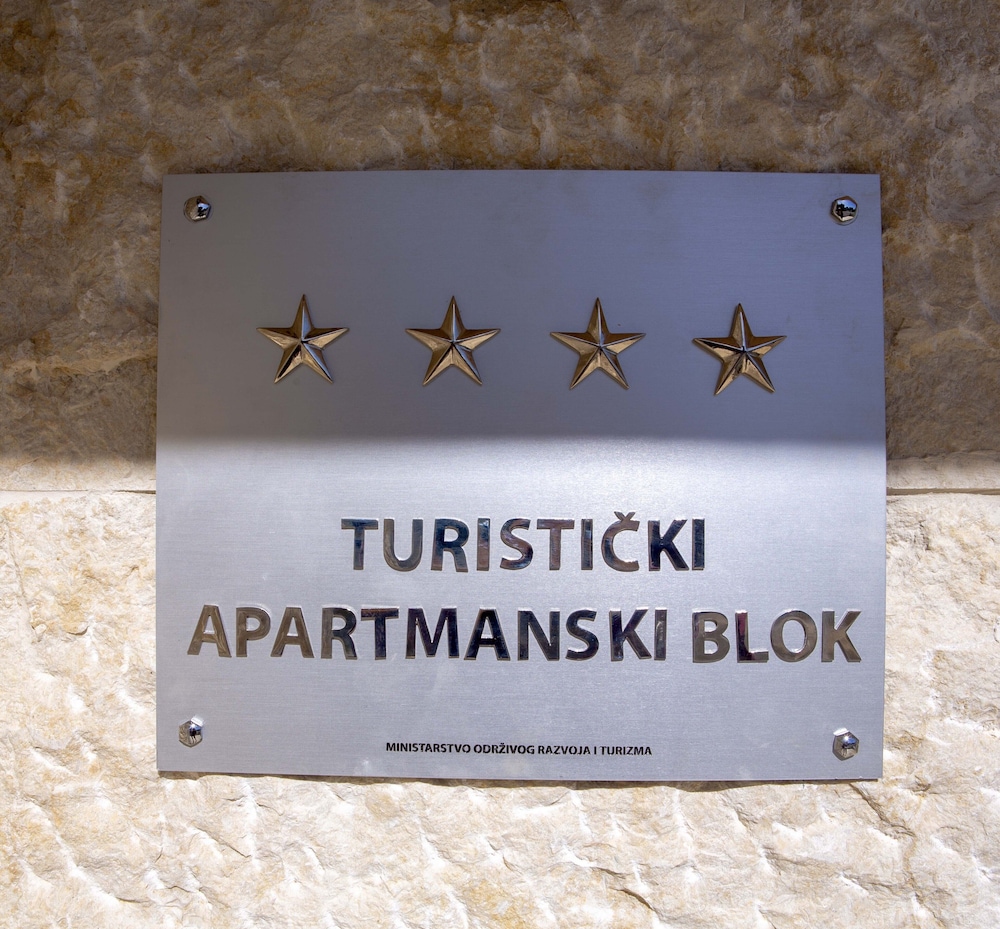 TURISTIČKI
APARTMANSKI BLOK
MINISTARSTVO ODRŽIVOG RAZVOJA I TURIZMA